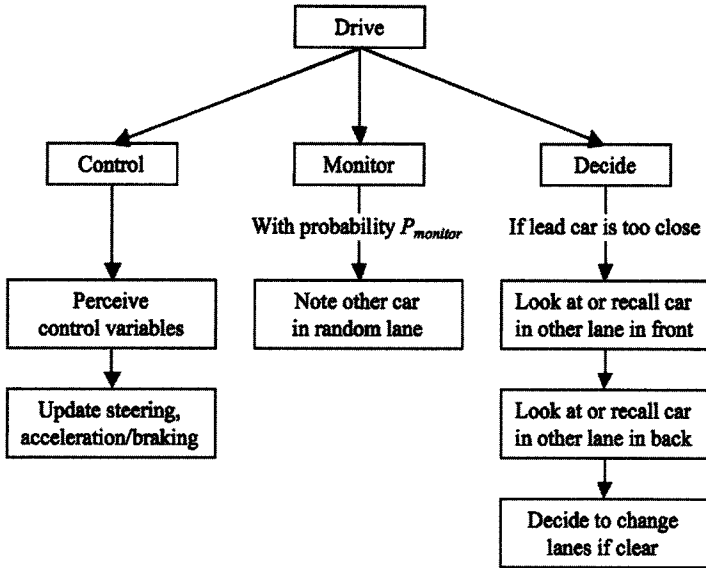 Drive
Control
Monitor
Decide
With probability P_monitor
If lead car is too close
Perceive
control variables
Note other car
in random lane
Look at or recall car
in other lane in front
Update steering,
acceleration/braking
Look at or recall car
in other lane in back
Decide to change
lanes if clear